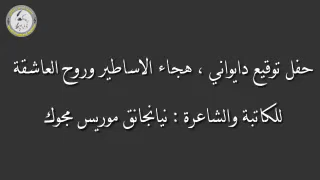 حفل توقيع دايواني ، هجاء الاساطير وروح العاشقة
للكاتبة والشاعرة : نيانجانق موريس مجوك